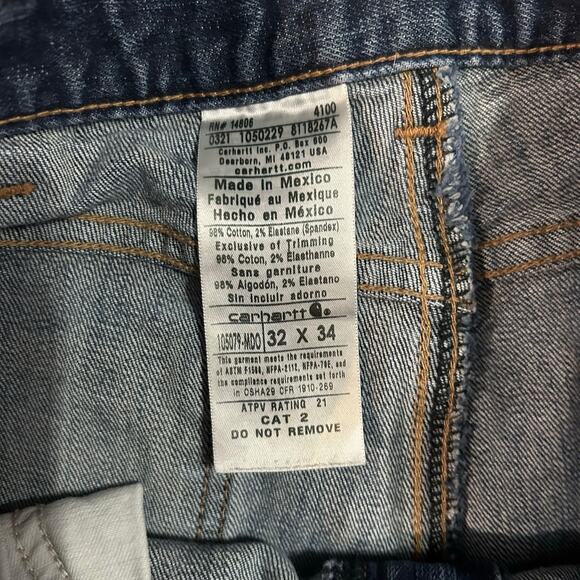 RN# 14806 4100
0321 1050229 8118267A
Carhartt Inc. P.O. Box 600
Dearborn, MI 48121 USA
carhartt.com
Made in Mexico
Fabriqué au Mexique
Hecho en México
98% Cotton, 2% Elastane (Spandex)
Exclusive of Trimming
98% Coton, 2% Élasthanne
Sans garniture
98% Algodón, 2% Elastano
Sin incluir adorno
carhartt
105079-MD0 32 X 34
This garment meets the requirements
of ASTM F1506, NFPA-2112, NFPA-70E, and
the compliance requirements set forth
in OSHA29 CFR 1910-269
ATPV RATING 21
CAT 2
DO NOT REMOVE